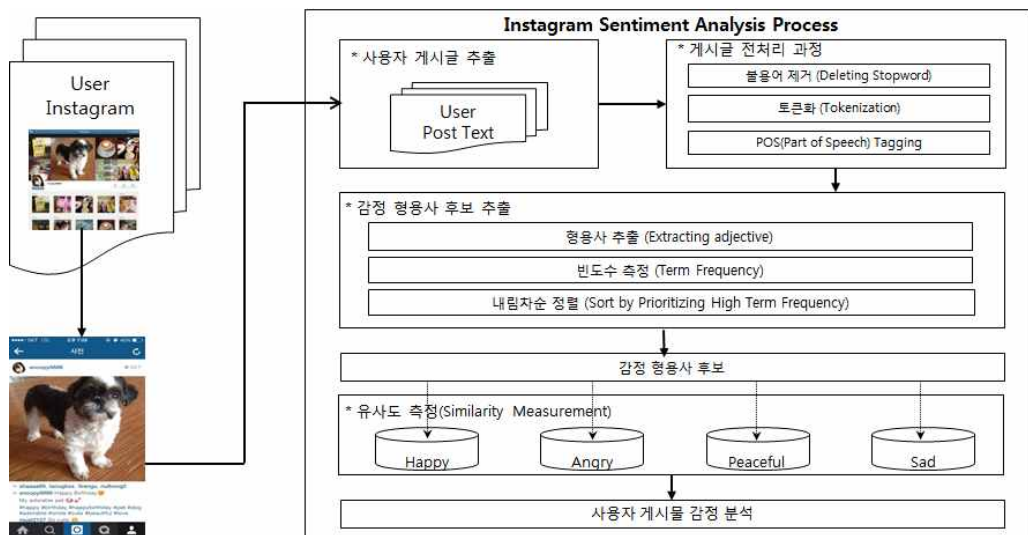 Instagram Sentiment Analysis Process
User
Instagram
* 사용자 게시글 추출
User
Post Text
* 게시글 전처리 과정
불용어 제거 (Deleting Stopword)
토큰화 (Tokenization)
POS(Part of Speech) Tagging
* 감정 형용사 후보 추출
형용사 추출 (Extracting adjective)
빈도수 측정 (Term Frequency)
내림차순 정렬 (Sort by Prioritizing High Term Frequency)
감정 형용사 후보
* 유사도 측정(Similarity Measurement)
Happy
Angry
Peaceful
Sad
사용자 게시물 감정 분석
사진
My adorable pet